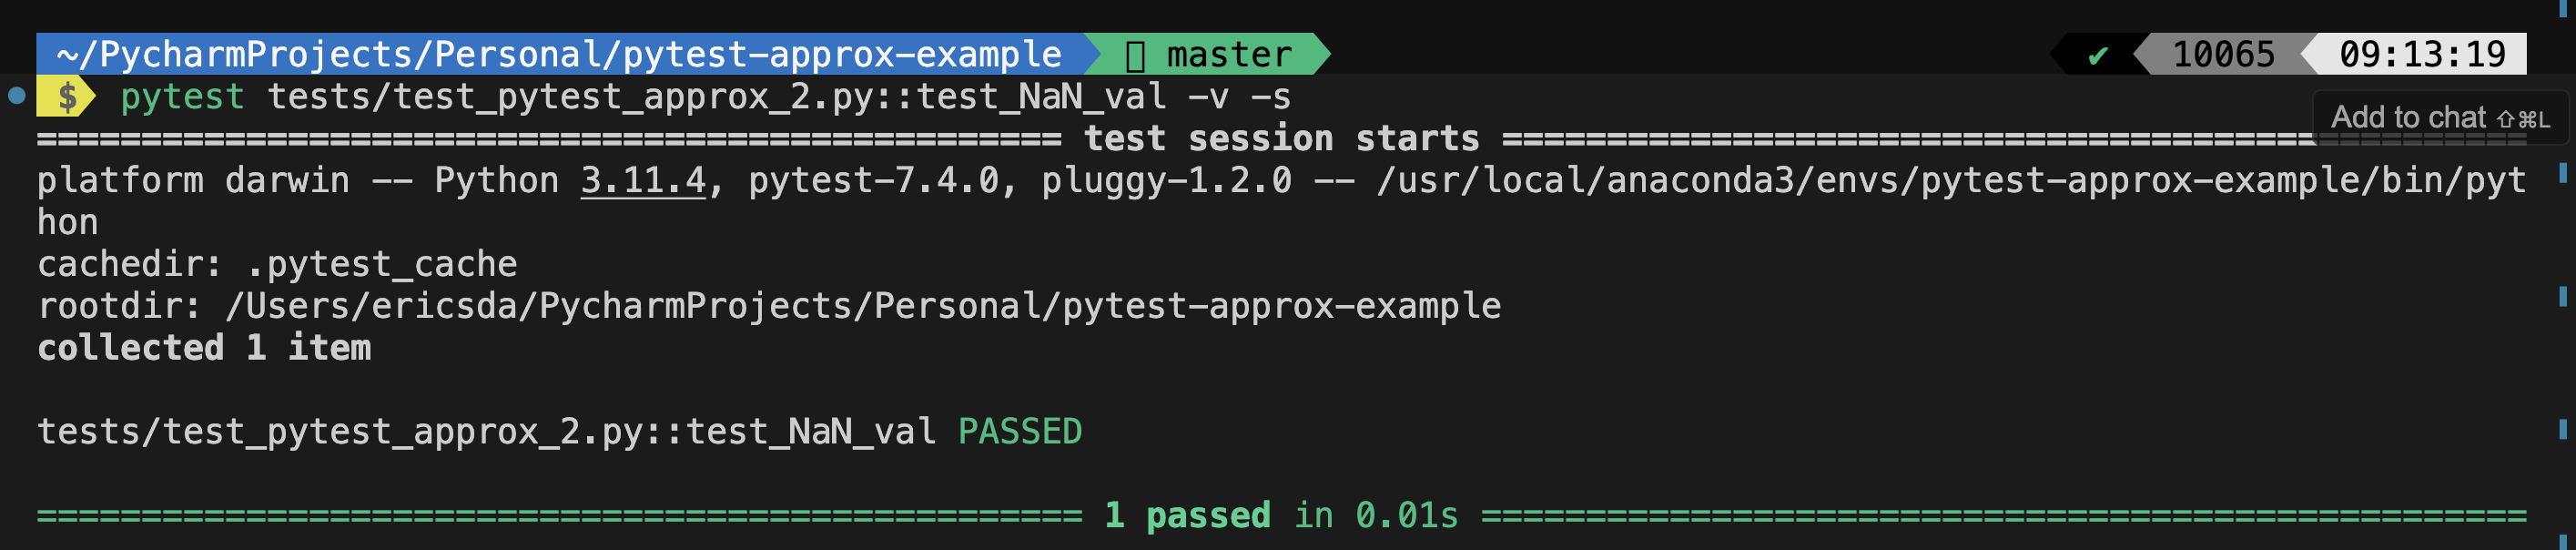 ~/PycharmProjects/Personal/pytest-approx-example master ✔ 10065 09:13:19
$ pytest tests/test_pytest_approx_2.py::test_NaN_val -v -s
Add to chat ⇧⌘L
================================================= test session starts =================================================
platform darwin -- Python 3.11.4, pytest-7.4.0, pluggy-1.2.0 -- /usr/local/anaconda3/envs/pytest-approx-example/bin/pyt
hon
cachedir: .pytest_cache
rootdir: /Users/ericsda/PycharmProjects/Personal/pytest-approx-example
collected 1 item
tests/test_pytest_approx_2.py::test_NaN_val PASSED
================================================== 1 passed in 0.01s ==================================================